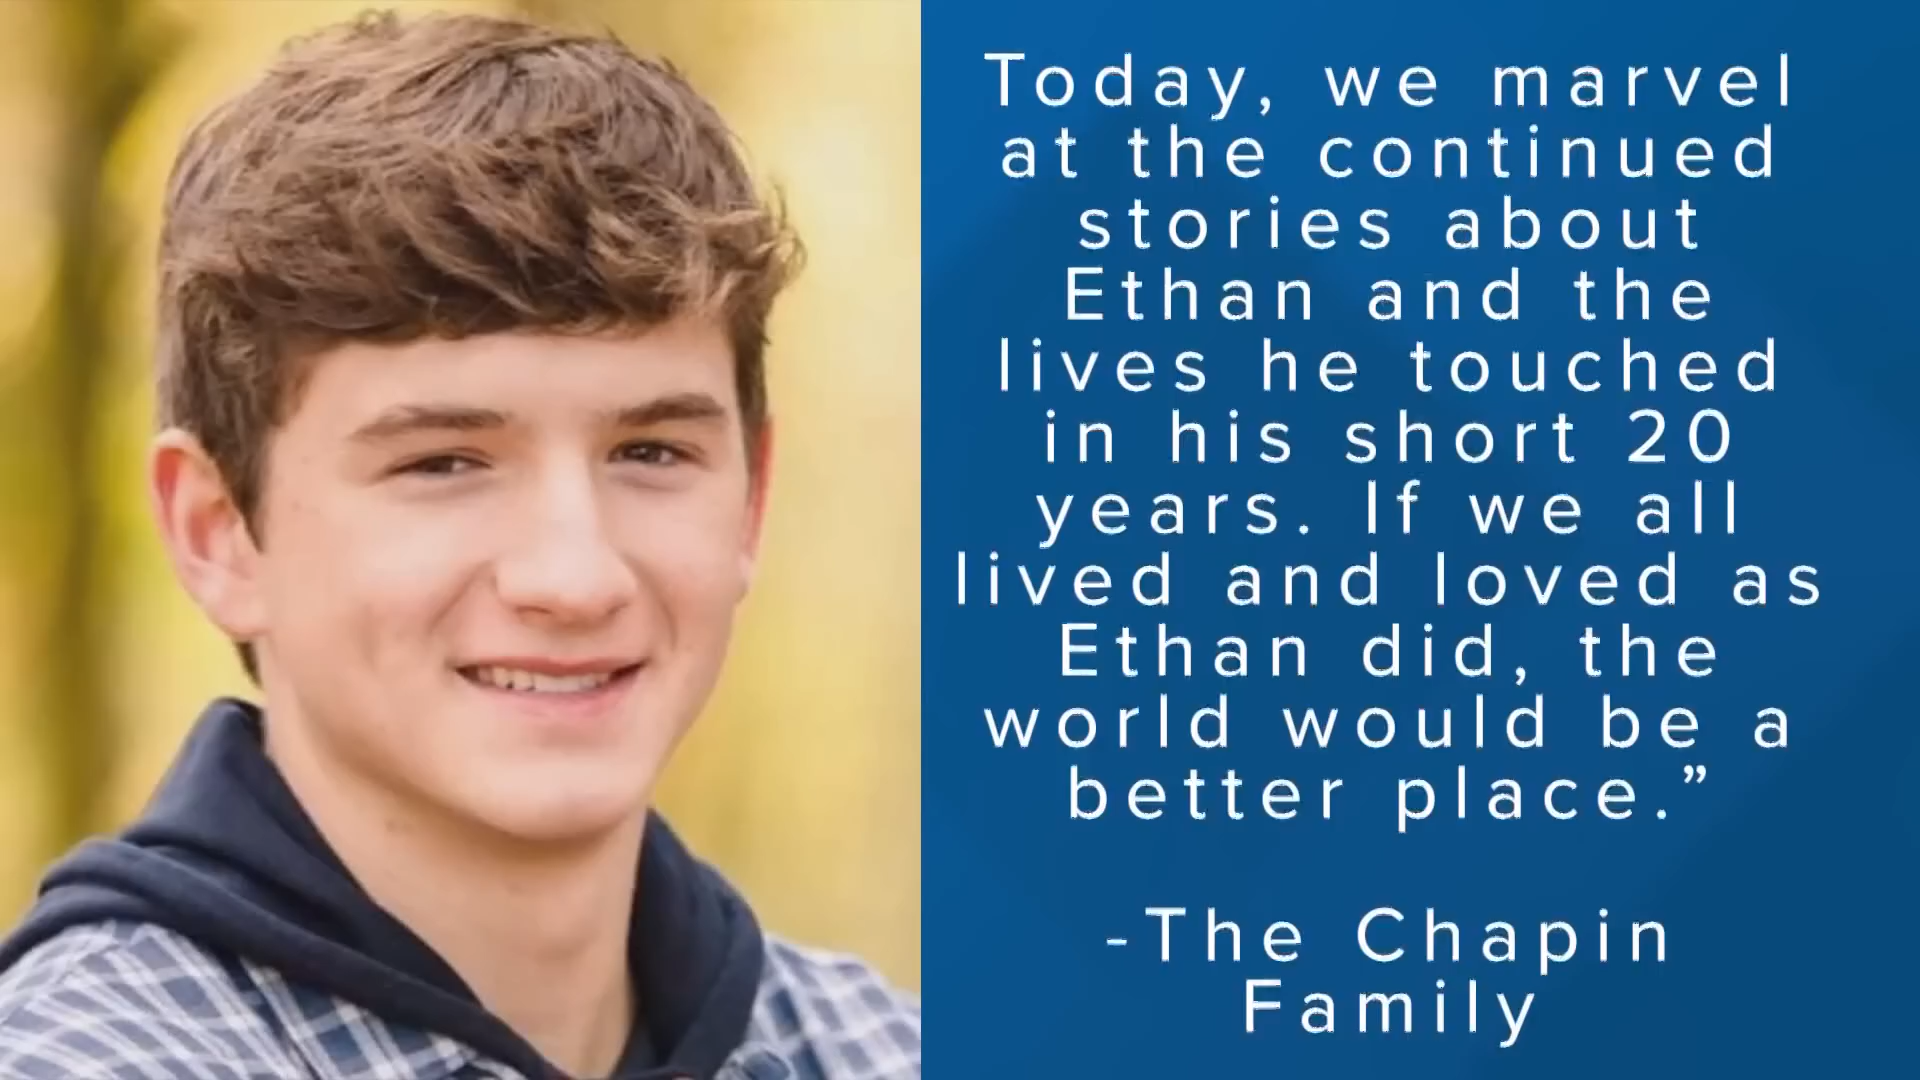 Today, we marvel
at the continued
stories about
Ethan and the
lives he touched
in his short 20
years. If we all
lived and loved as
Ethan did, the
world would be a
better place.”
-The Chapin
Family